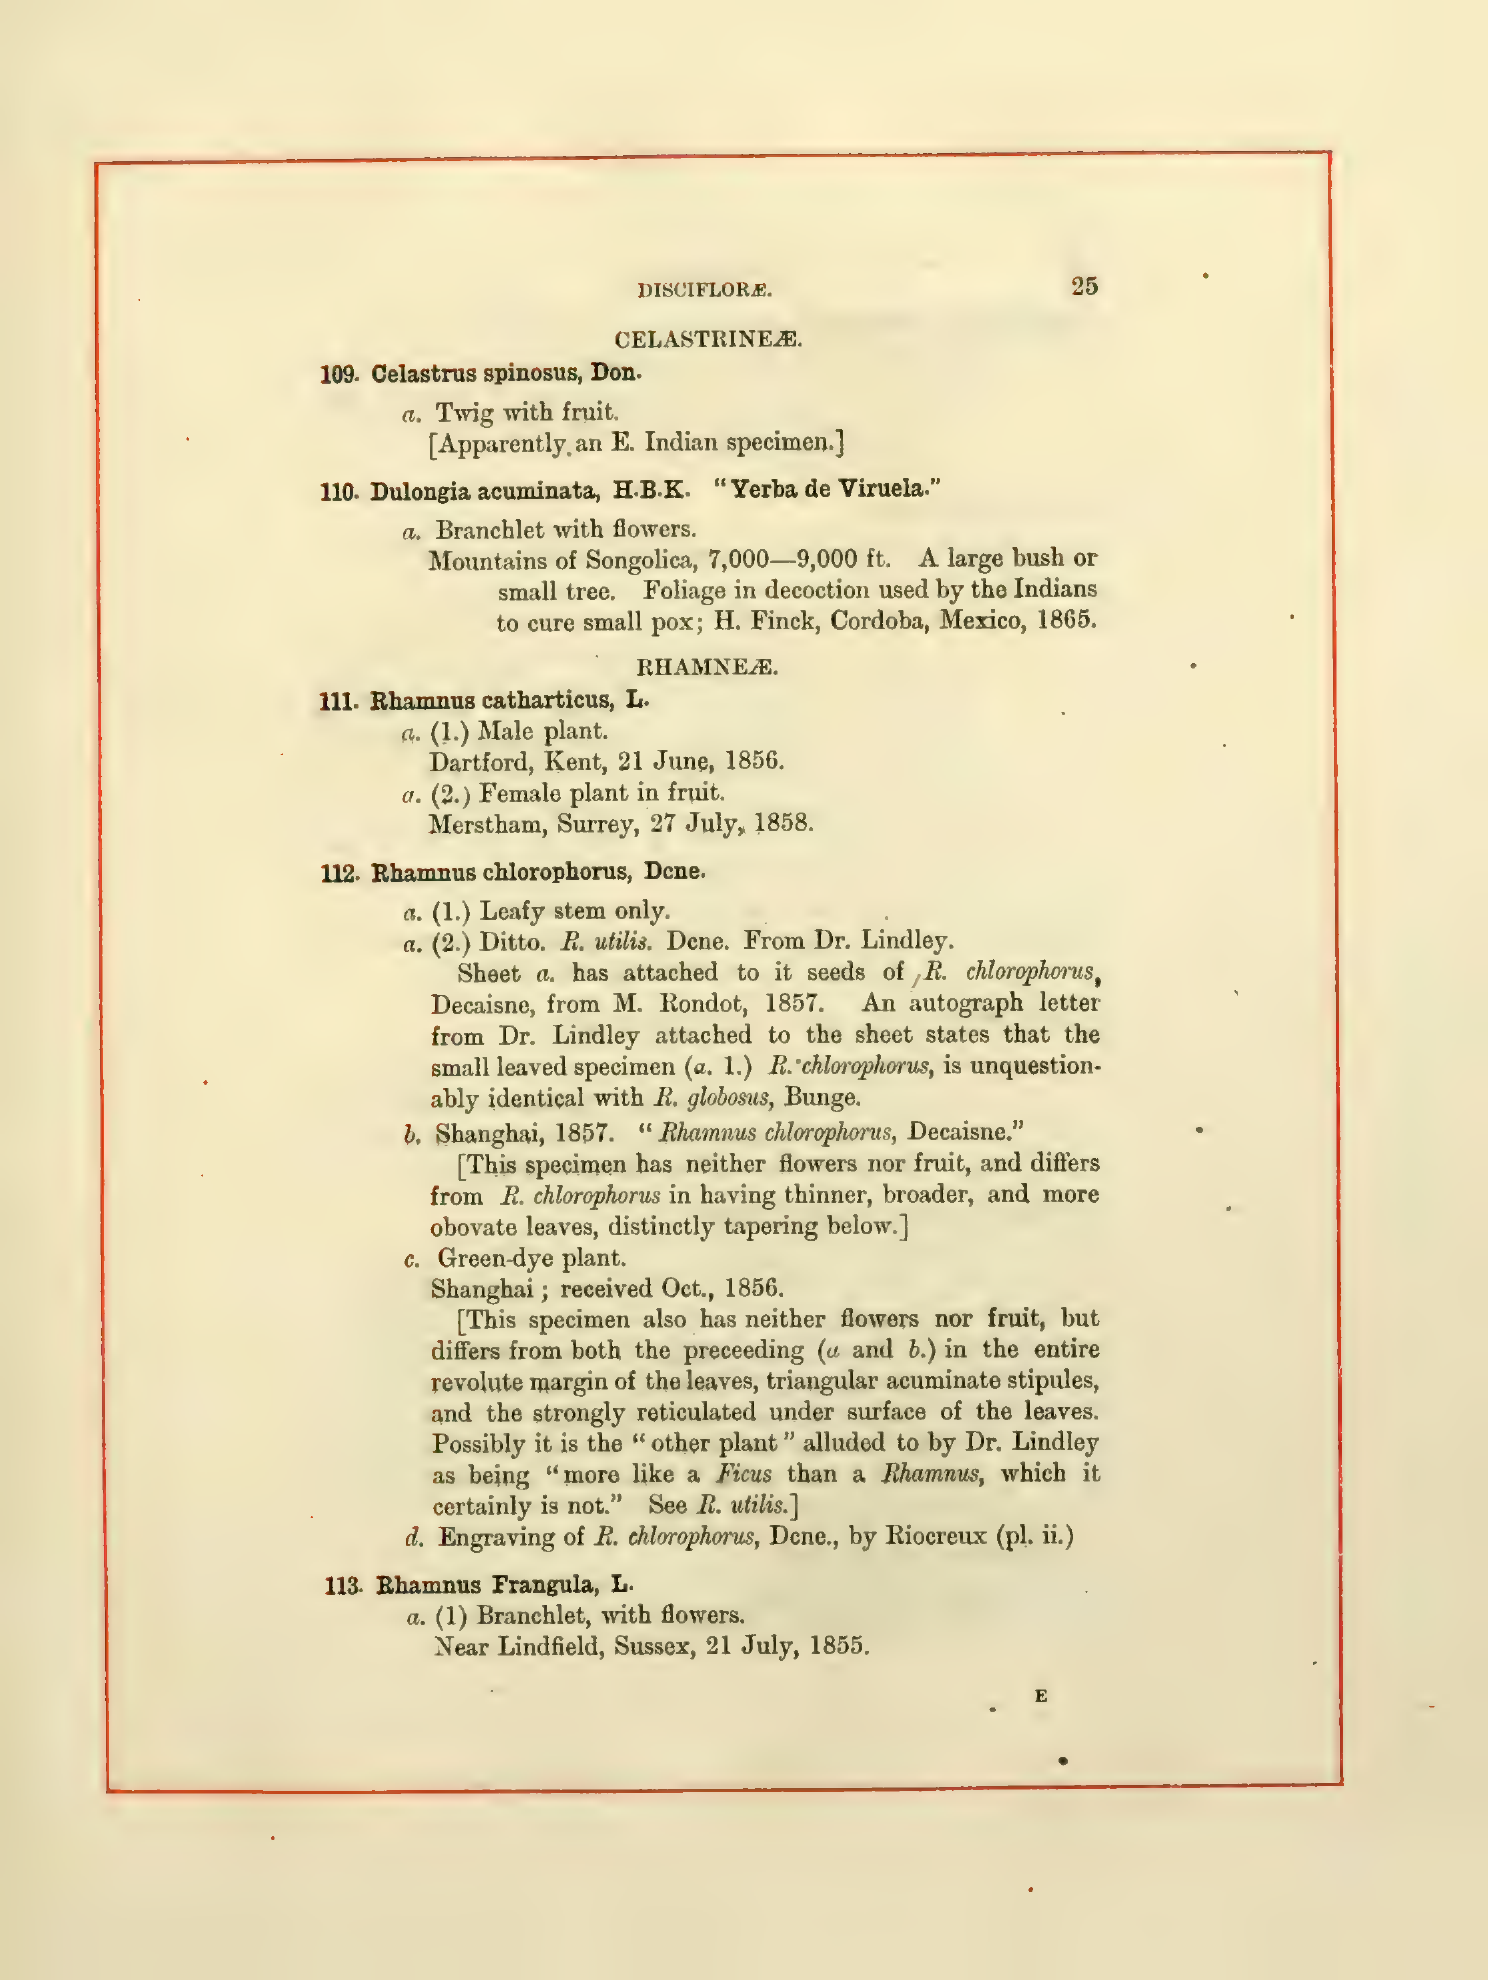 DISCIFLORÆ. 25
CELASTRINEÆ.
109. Celastrus spinosus, Don.
a. Twig with fruit.
[Apparently an E. Indian specimen.]
110. Dulongia acuminata, H.B.K. "Yerba de Viruela."
a. Branchlet with flowers.
Mountains of Songolica, 7,000—9,000 ft. A large bush or
small tree. Foliage in decoction used by the Indians
to cure small pox; H. Finck, Cordoba, Mexico, 1865.
RHAMNEÆ.
111. Rhamnus catharticus, L.
a. (1.) Male plant.
Dartford, Kent, 21 June, 1856.
a. (2.) Female plant in fruit.
Merstham, Surrey, 27 July, 1858.
112. Rhamnus chlorophorus, Dcne.
a. (1.) Leafy stem only.
a. (2.) Ditto. R. utilis. Dcne. From Dr. Lindley.
Sheet a. has attached to it seeds of R. chlorophorus,
Decaisne, from M. Rondot, 1857. An autograph letter
from Dr. Lindley attached to the sheet states that the
small leaved specimen (a. 1.) R. chlorophorus, is unquestion-
ably identical with R. globosus, Bunge.
b. Shanghai, 1857. "Rhamnus chlorophorus, Decaisne."
[This specimen has neither flowers nor fruit, and differs
from R. chlorophorus in having thinner, broader, and more
obovate leaves, distinctly tapering below.]
c. Green-dye plant.
Shanghai; received Oct., 1856.
[This specimen also has neither flowers nor fruit, but
differs from both the preceeding (a and b.) in the entire
revolute margin of the leaves, triangular acuminate stipules,
and the strongly reticulated under surface of the leaves.
Possibly it is the "other plant" alluded to by Dr. Lindley
as being "more like a Ficus than a Rhamnus, which it
certainly is not." See R. utilis.]
d. Engraving of R. chlorophorus, Dcne., by Riocreux (pl. ii.)
113. Rhamnus Frangula, L.
a. (1) Branchlet, with flowers.
Near Lindfield, Sussex, 21 July, 1855.
E